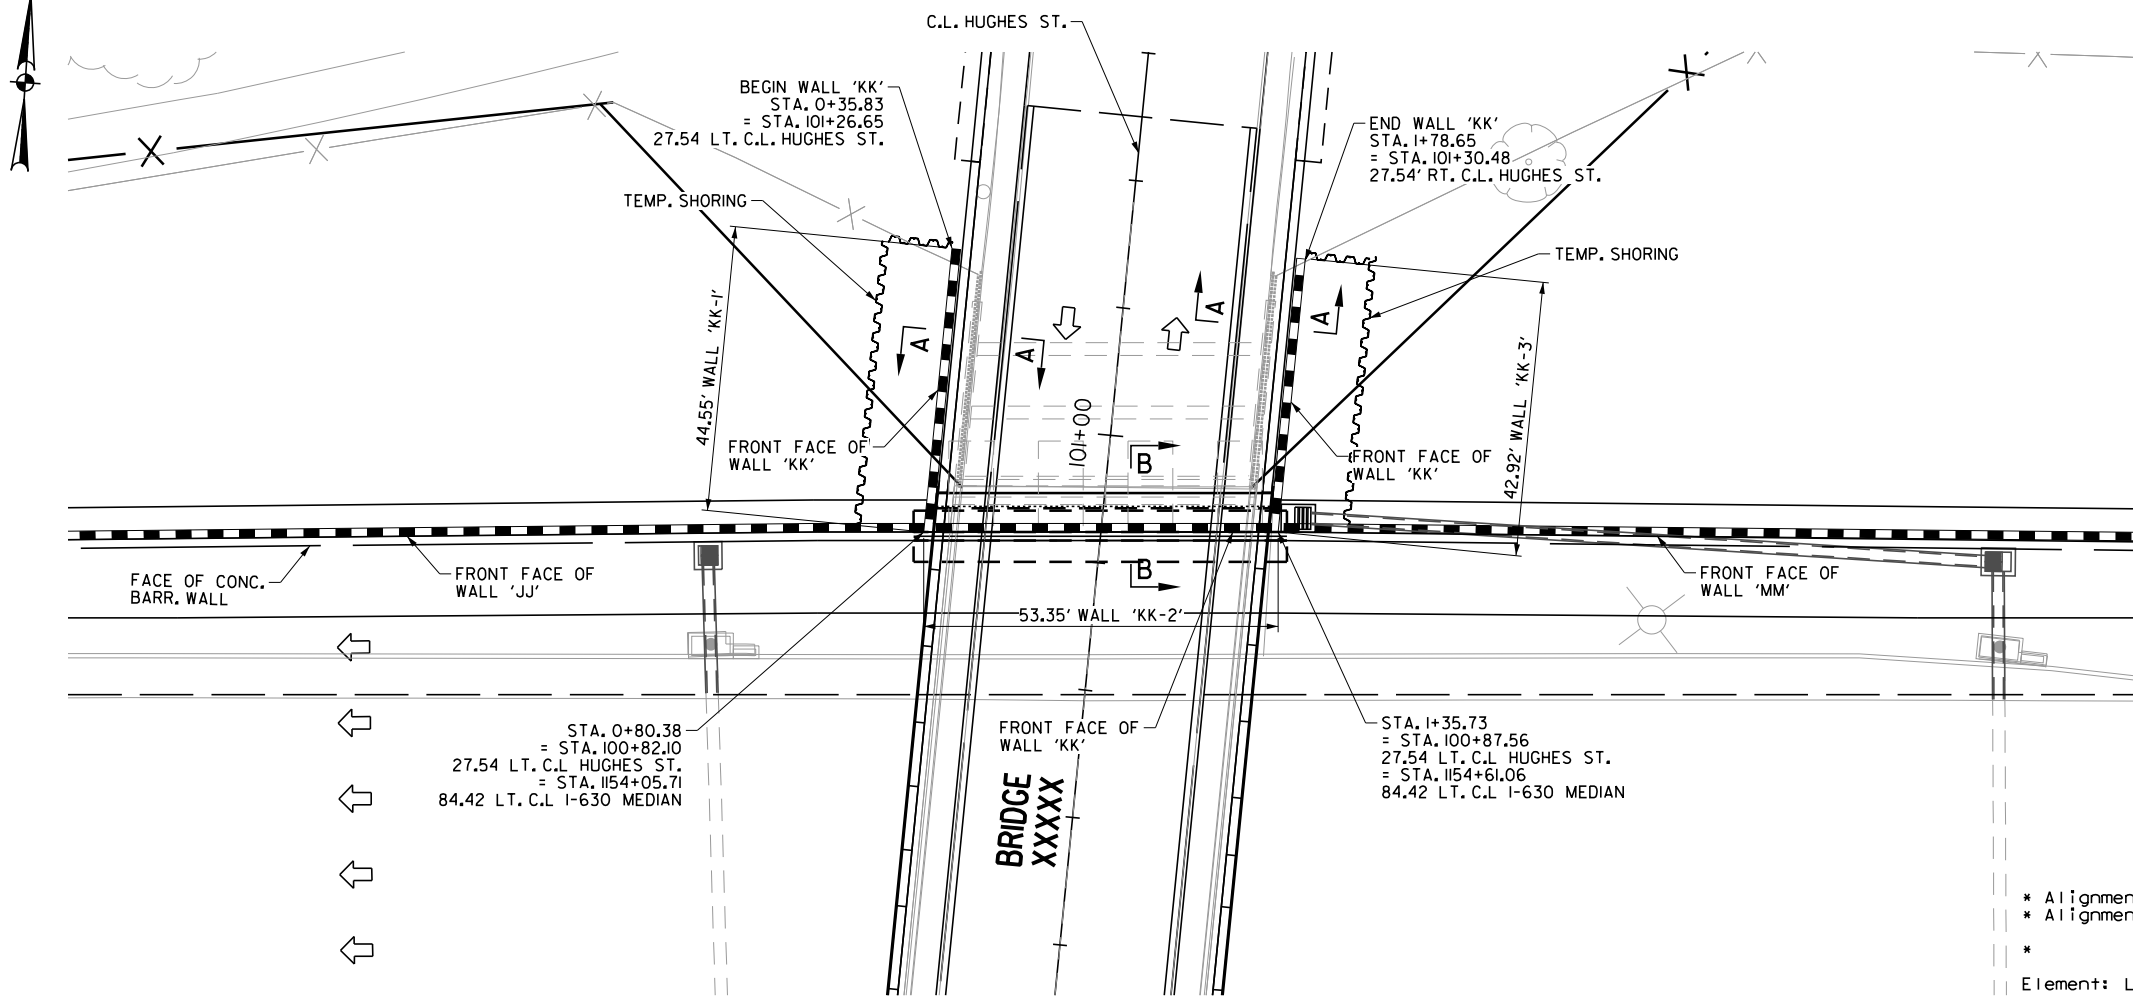 C.L. HUGHES ST.
BEGIN WALL 'KK'
STA. 0+35.83
= STA. 101+26.65
27.54 LT. C.L. HUGHES ST.
END WALL 'KK'
STA. 1+78.65
= STA. 101+30.48
27.54' RT. C.L. HUGHES ST.
TEMP. SHORING
TEMP. SHORING
44.55' WALL 'KK-1'
A
A
A
A
42.92' WALL 'KK-3'
101+00
FRONT FACE OF
WALL 'KK'
B
FRONT FACE OF
WALL 'KK'
FACE OF CONC.
BARR. WALL
FRONT FACE OF
WALL 'JJ'
B
FRONT FACE OF
WALL 'MM'
53.35' WALL 'KK-2'
STA. 0+80.38
= STA. 100+82.10
27.54 LT. C.L HUGHES ST.
= STA. 1154+05.71
84.42 LT. C.L I-630 MEDIAN
FRONT FACE OF
WALL 'KK'
STA. 1+35.73
= STA. 100+87.56
27.54 LT. C.L HUGHES ST.
= STA. 1154+61.06
84.42 LT. C.L I-630 MEDIAN
BRIDGE
XXXXX
* Alignmen
* Alignmen
*
Element: L